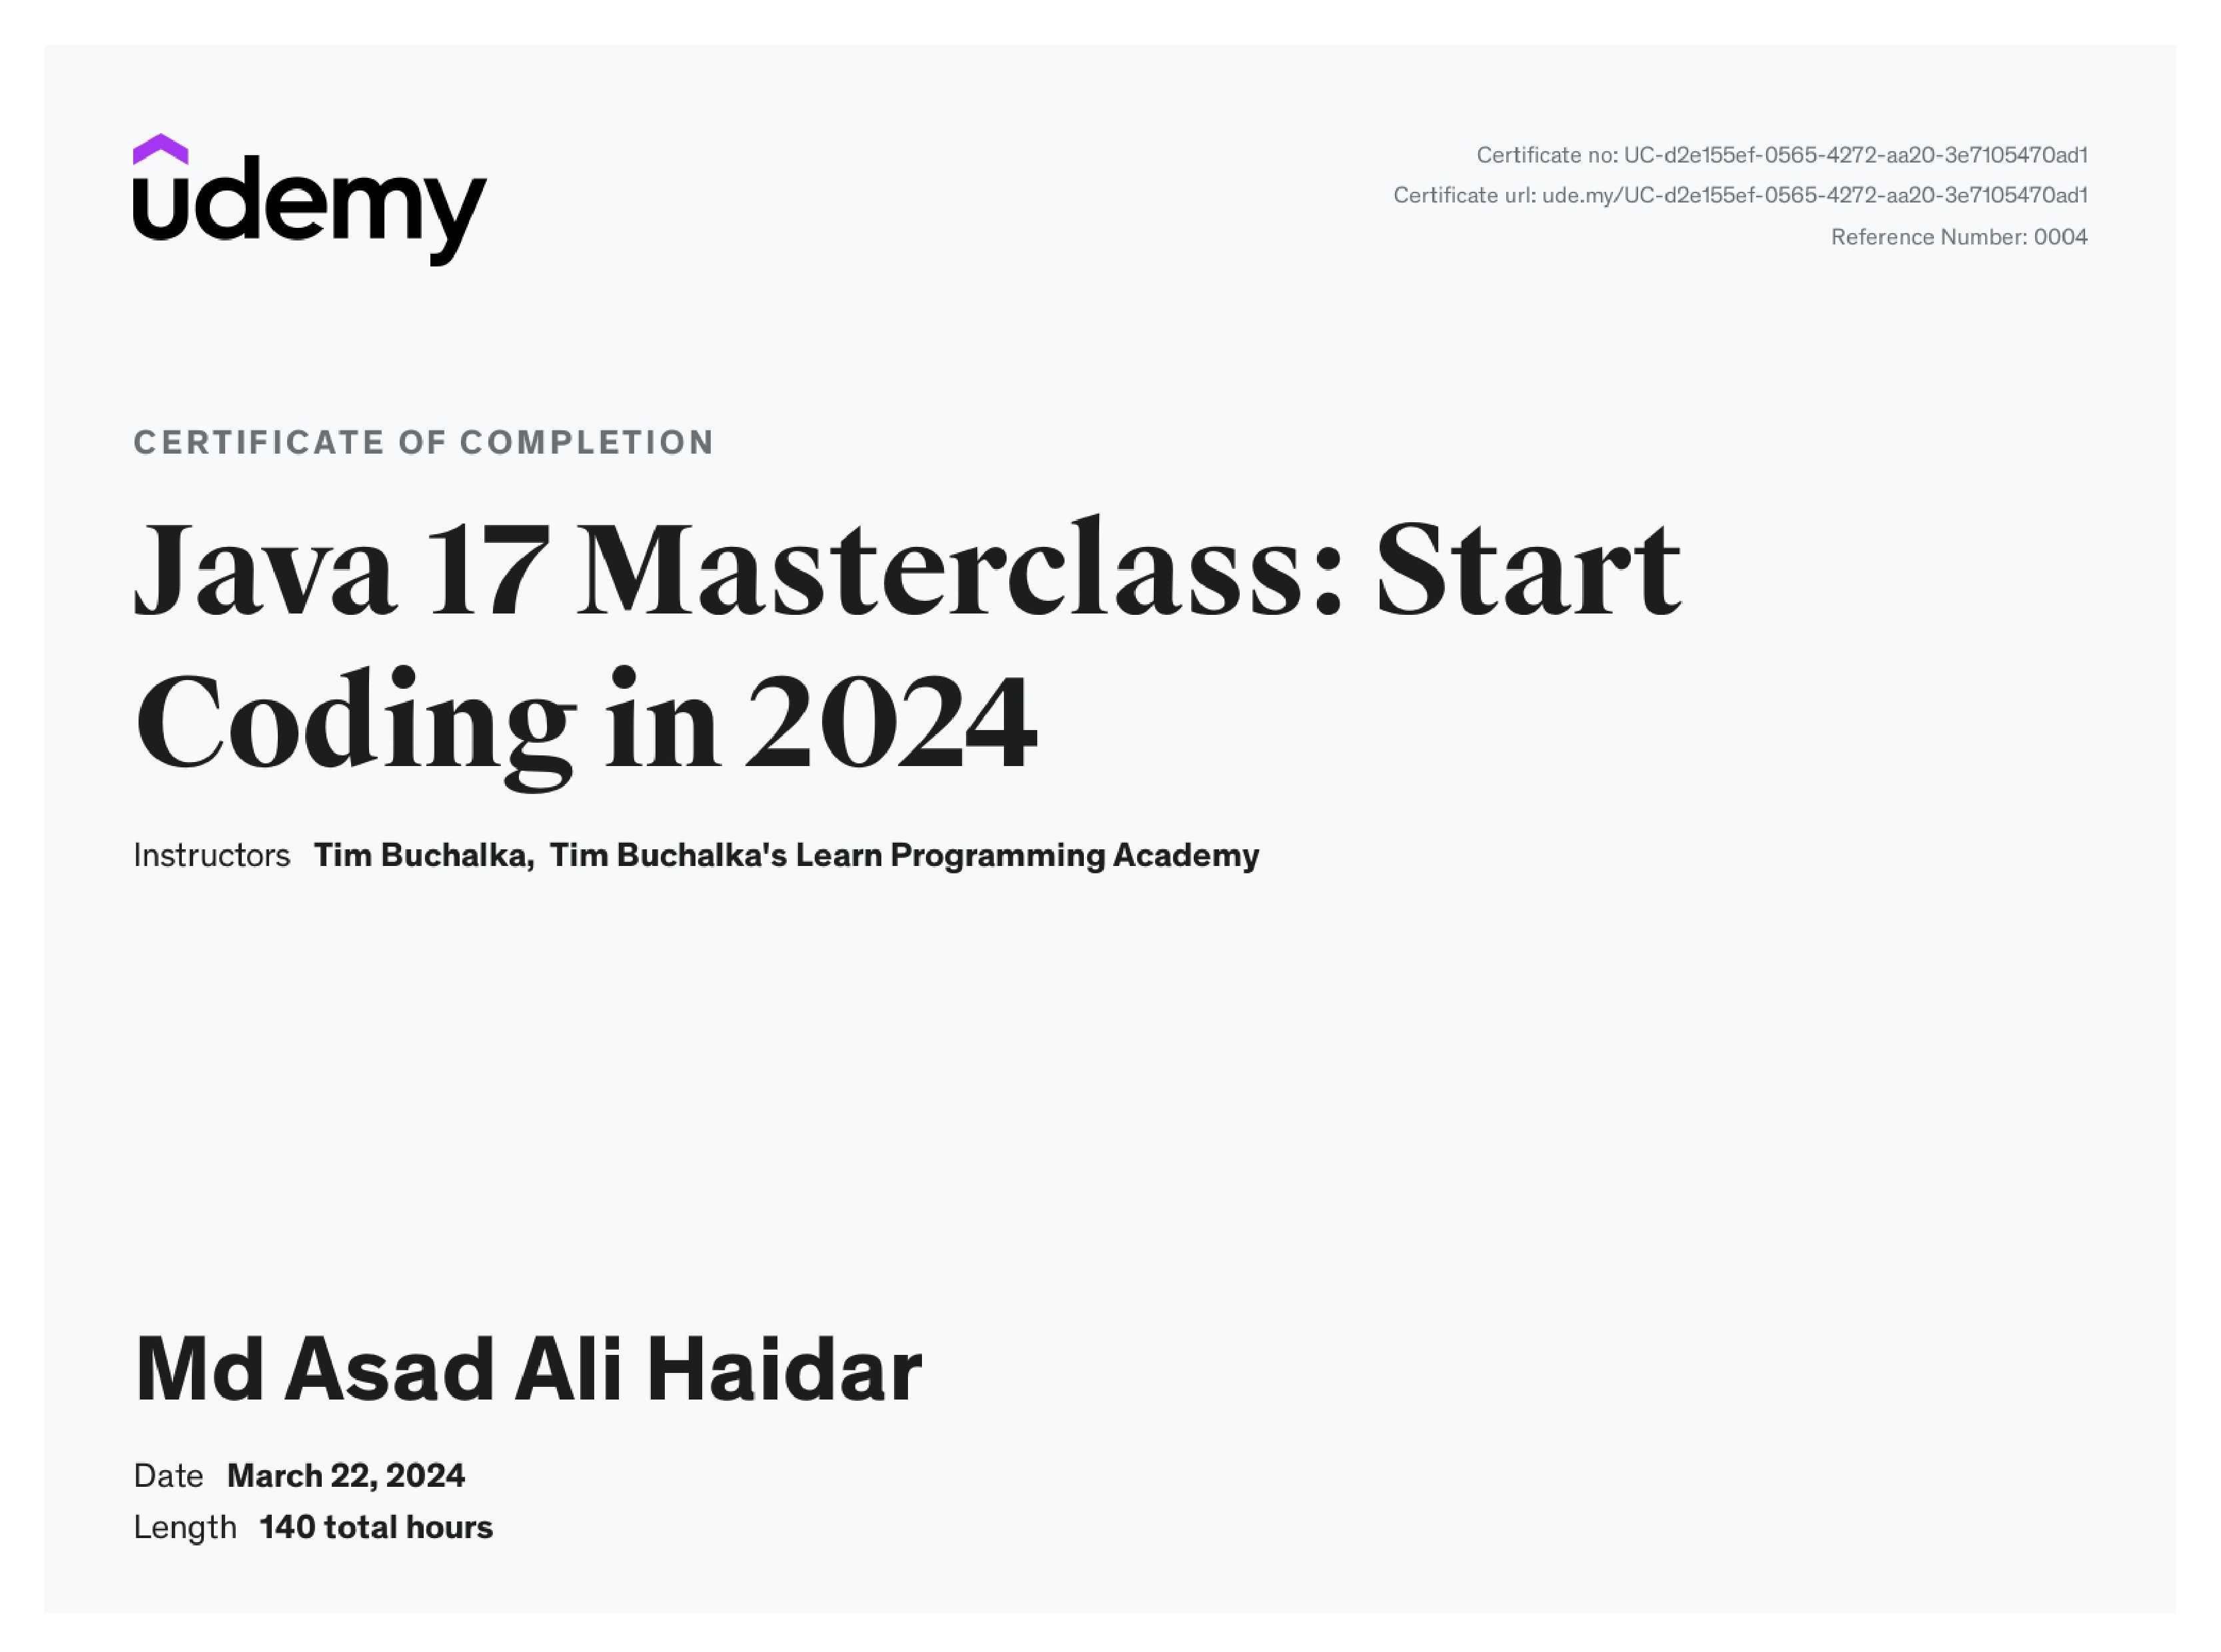 udemy
Certificate no: UC-d2e155ef-0565-4272-aa20-3e7105470ad1
Certificate url: ude.my/UC-d2e155ef-0565-4272-aa20-3e7105470ad1
Reference Number: 0004
CERTIFICATE OF COMPLETION
Java 17 Masterclass: Start
Coding in 2024
Instructors Tim Buchalka, Tim Buchalka's Learn Programming Academy
Md Asad Ali Haidar
Date March 22, 2024
Length 140 total hours